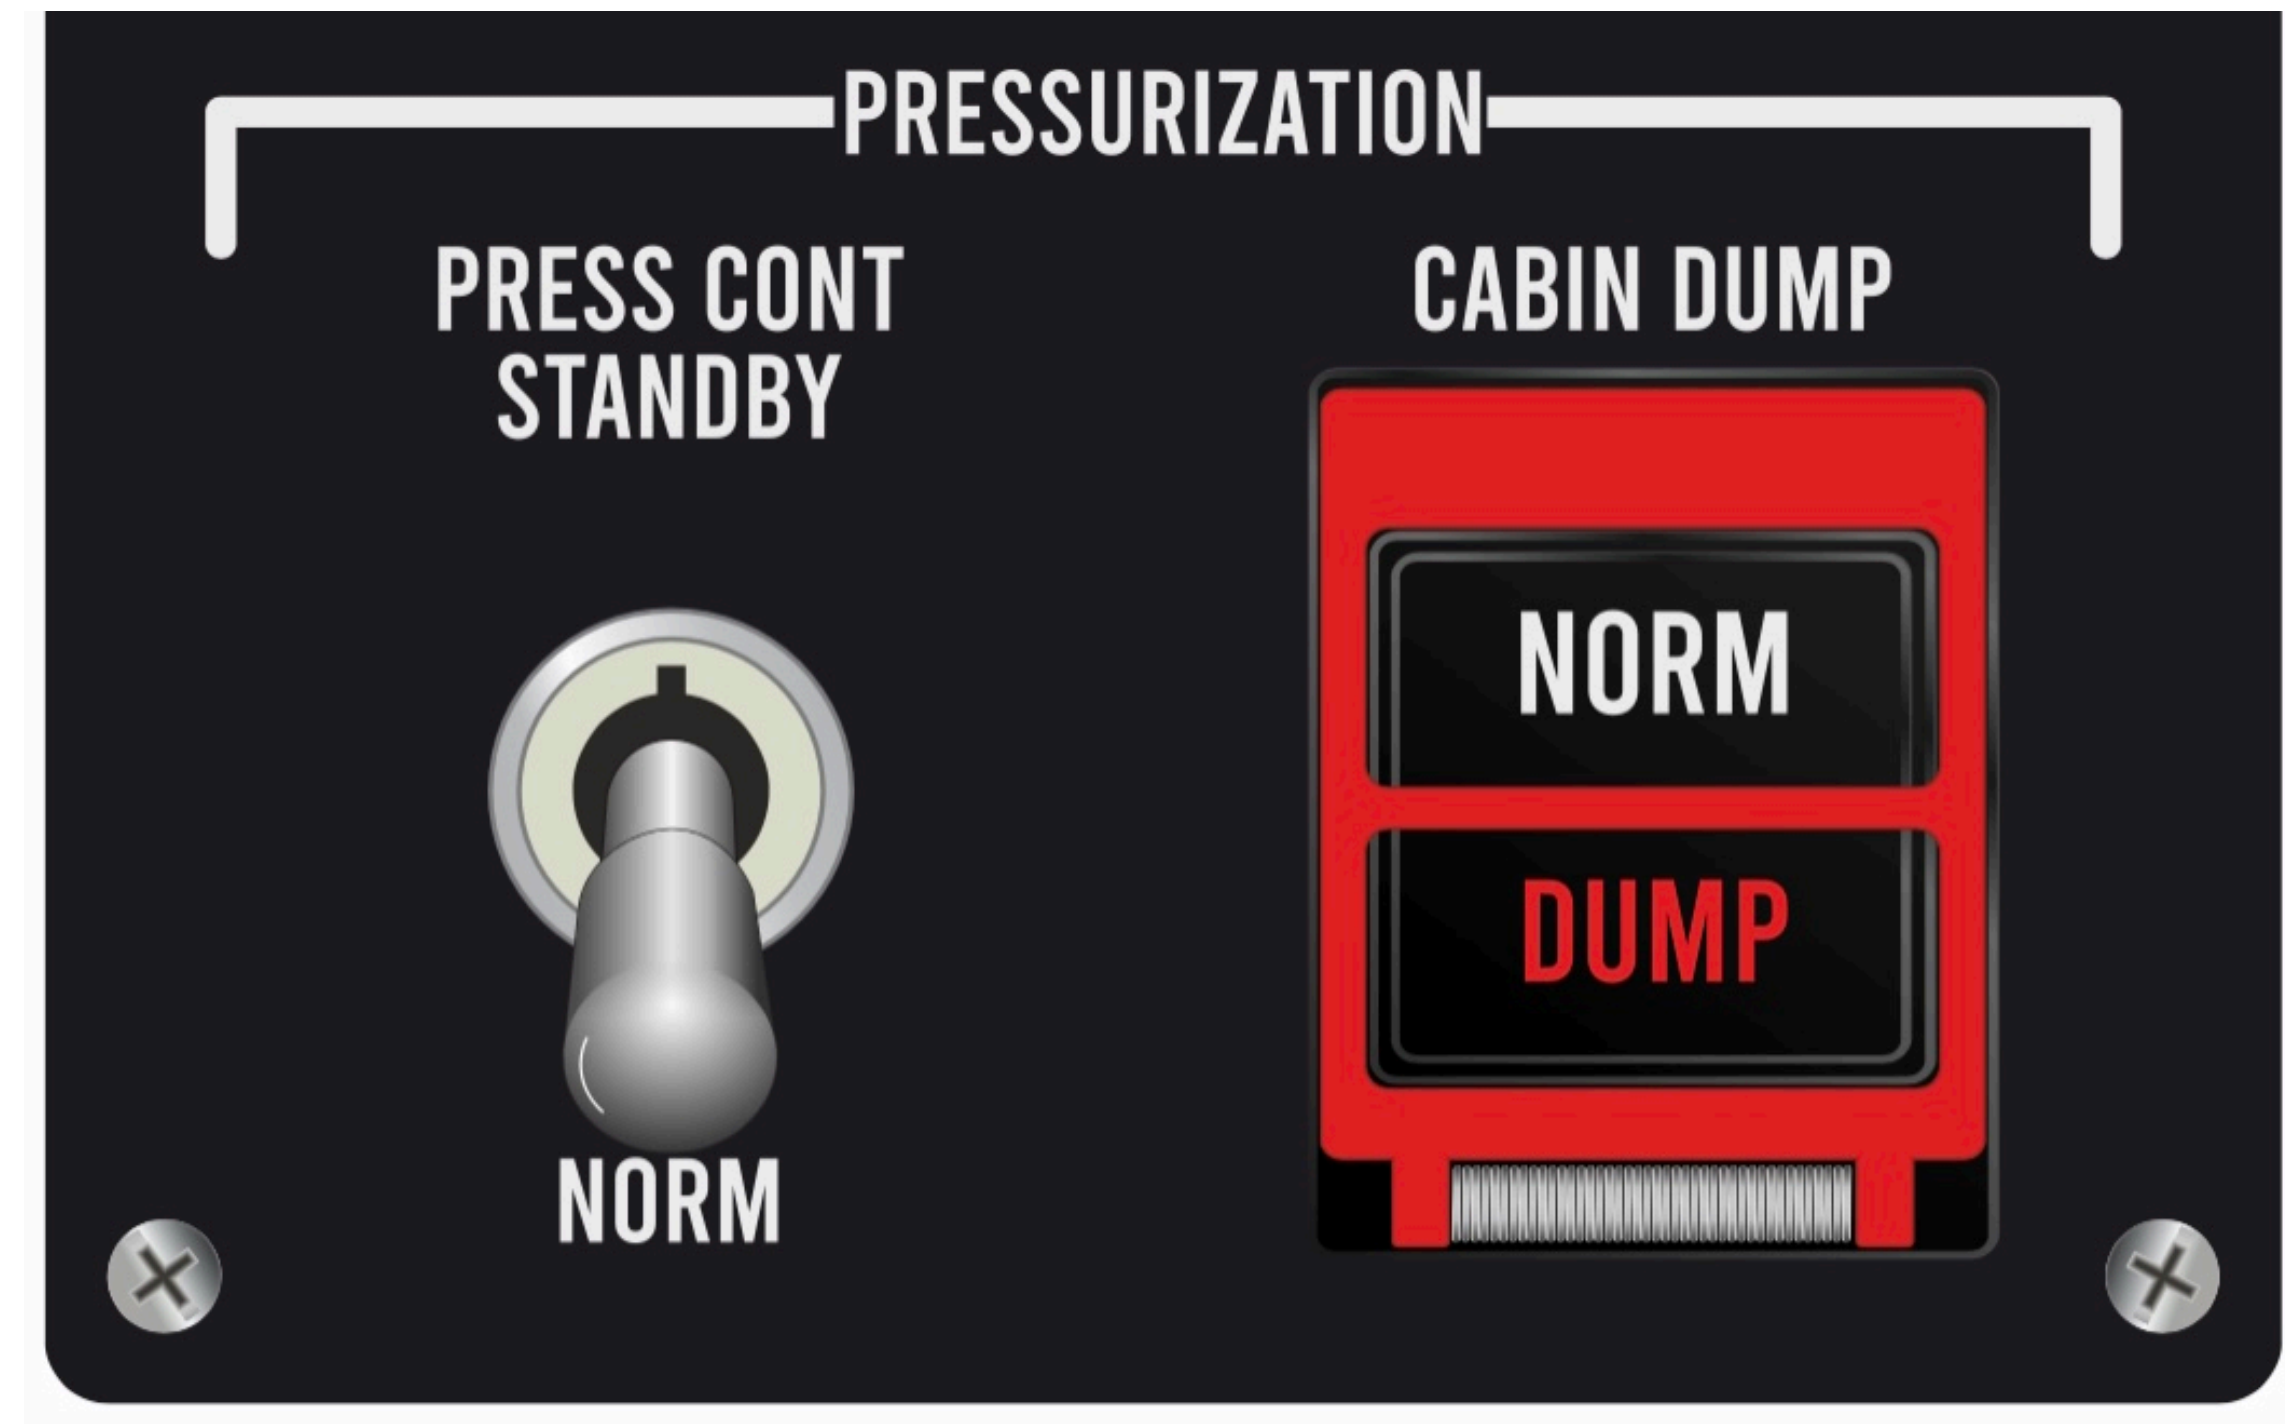 PRESSURIZATION
PRESS CONT
STANDBY
NORM
CABIN DUMP
NORM
DUMP